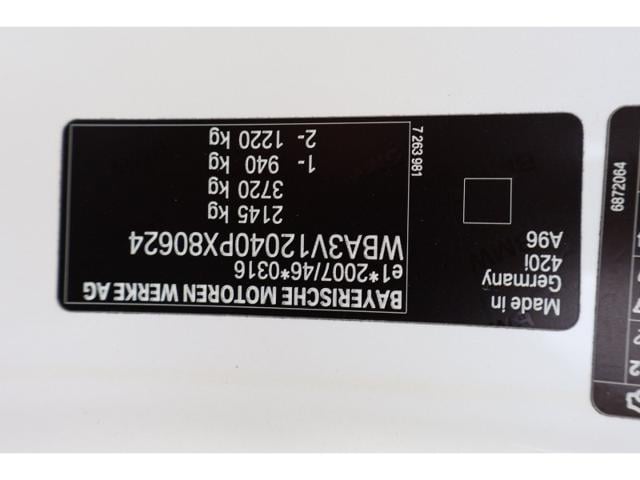 BAYERISCHE MOTOREN WERKE AG
e1*2007/46*0316
WBA3V12040PX80624
2145 kg
3720 kg
1- 940 kg
2- 1220 kg
7 263 981
Made in
Germany
420i
A96
6872064
2